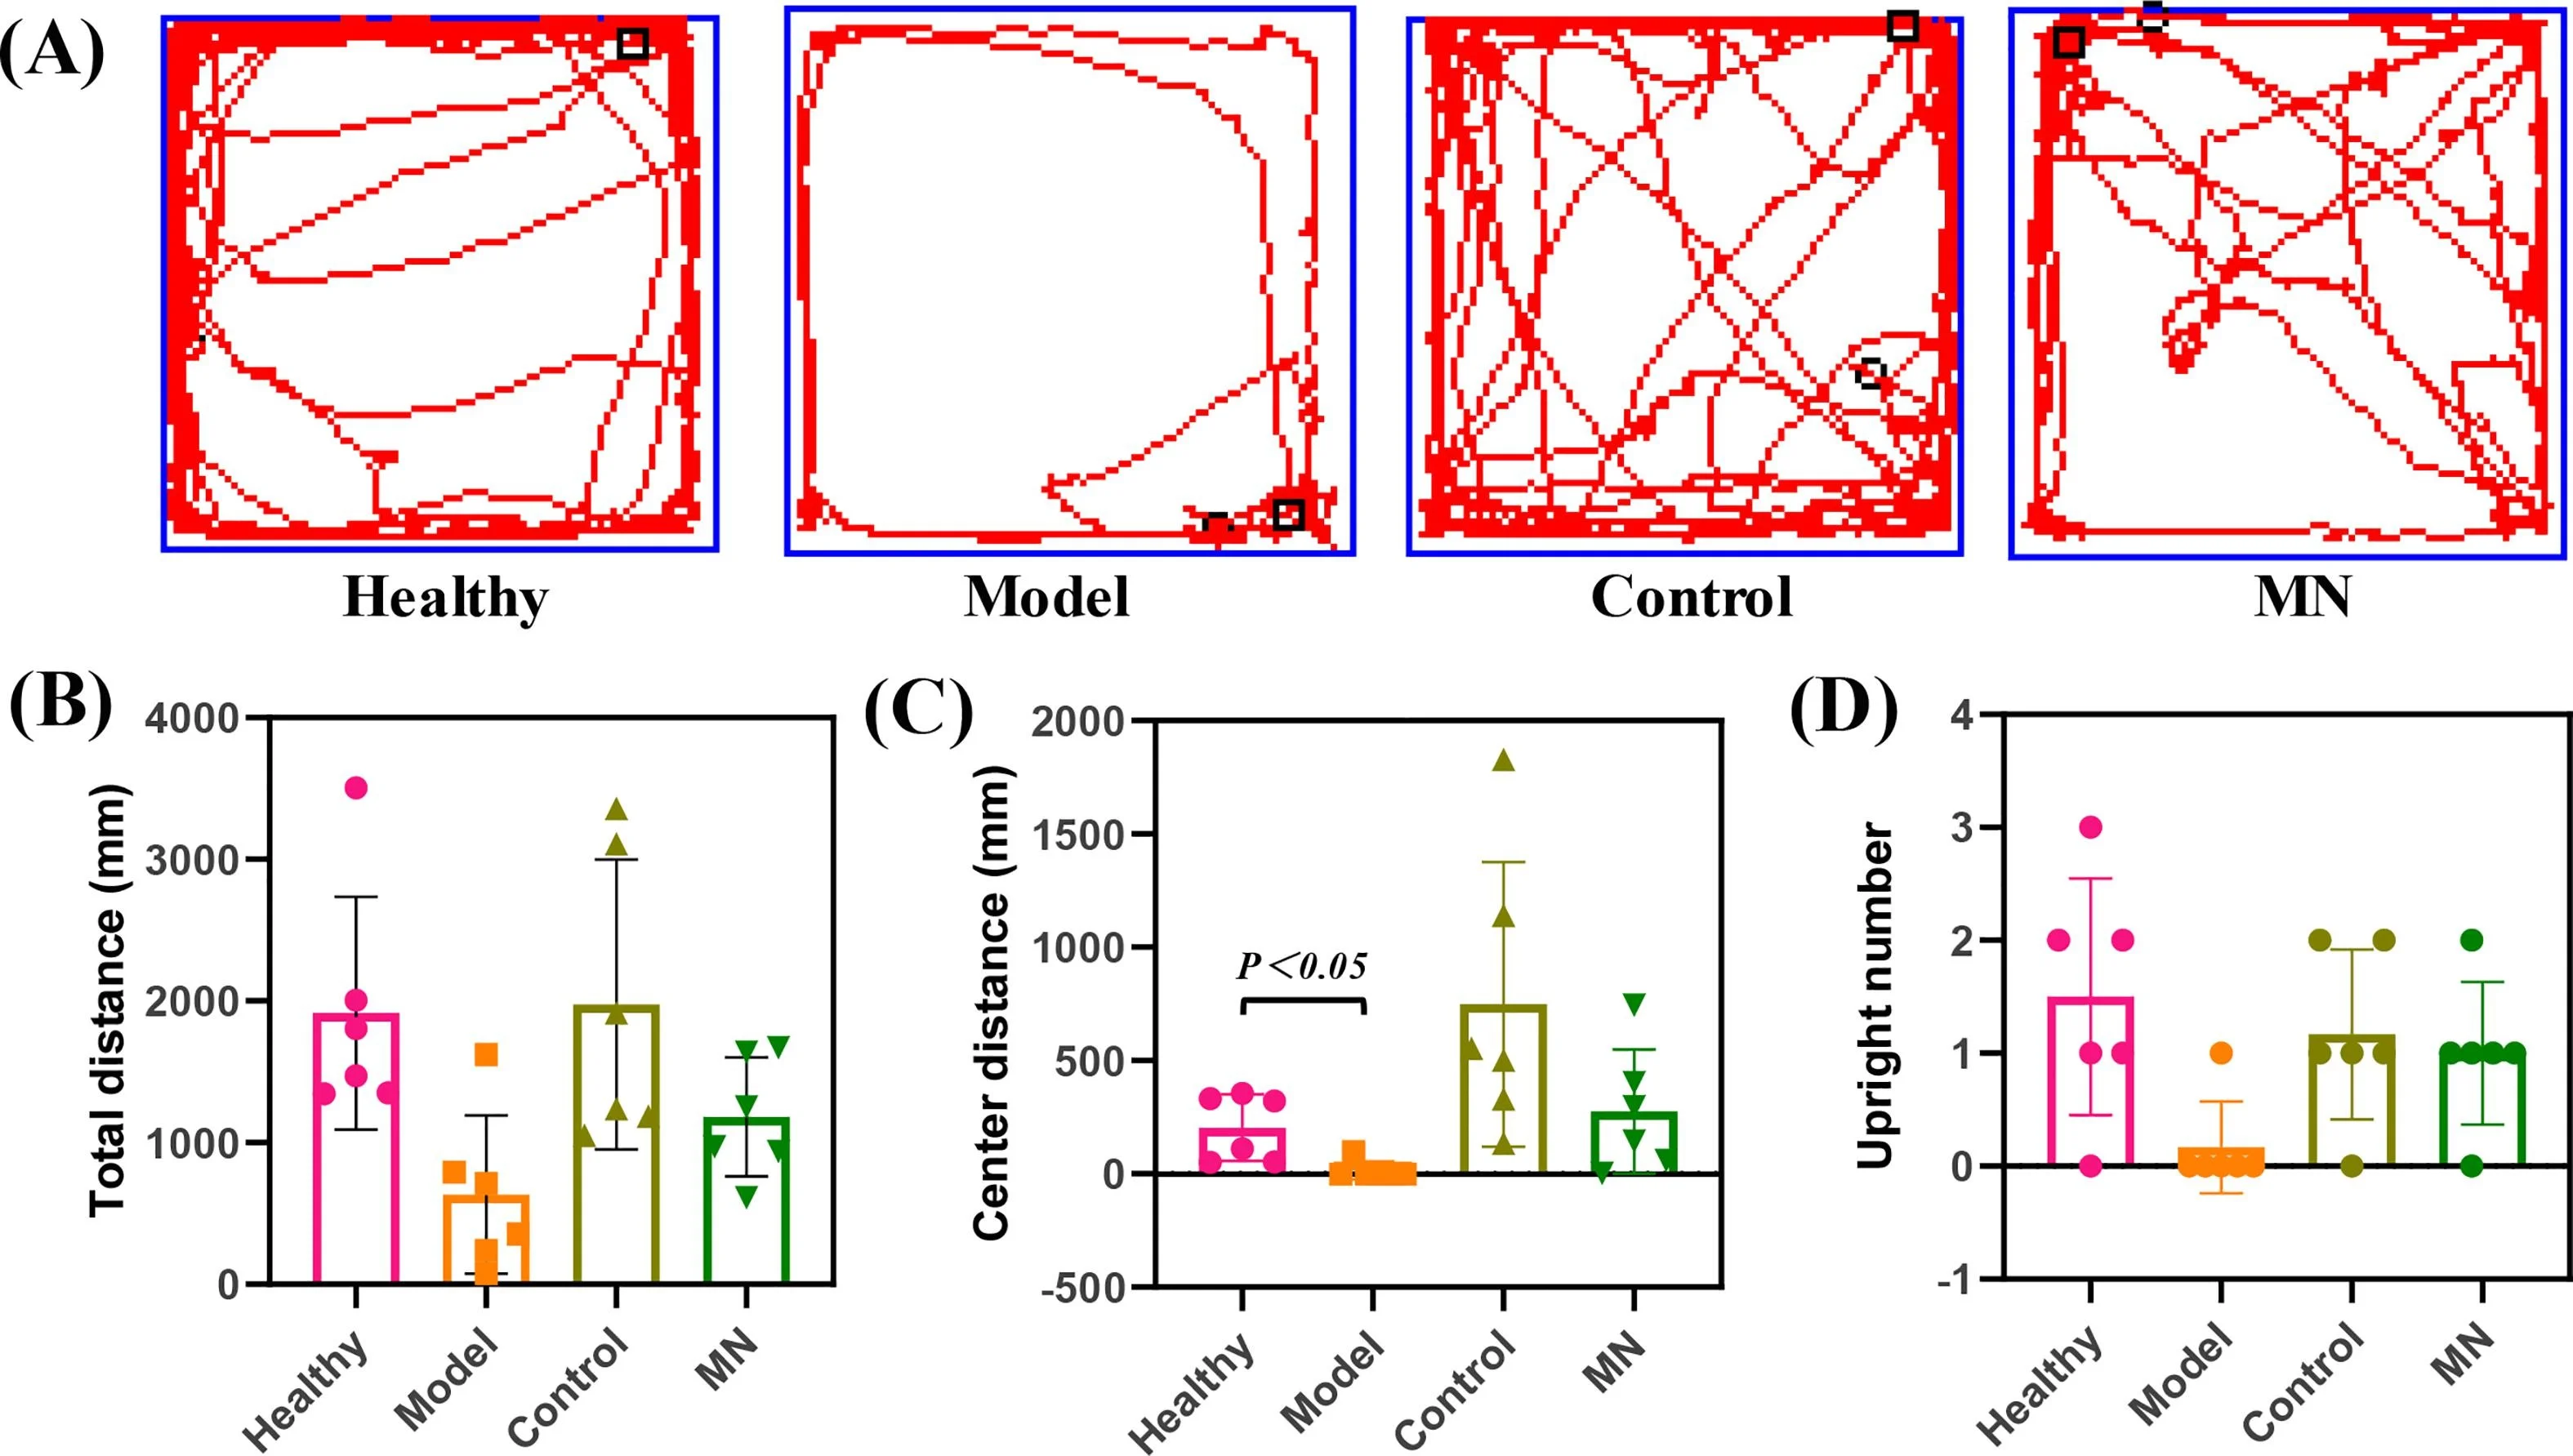 (A)
Healthy
Model
Control
MN
(B)
Total distance (mm)
4000
3000
2000
1000
0
Healthy
Model
Control
MN
(C)
Center distance (mm)
2000
1500
1000
500
0
-500
P<0.05
Healthy
Model
Control
MN
(D)
Upright number
4
3
2
1
0
-1
Healthy
Model
Control
MN